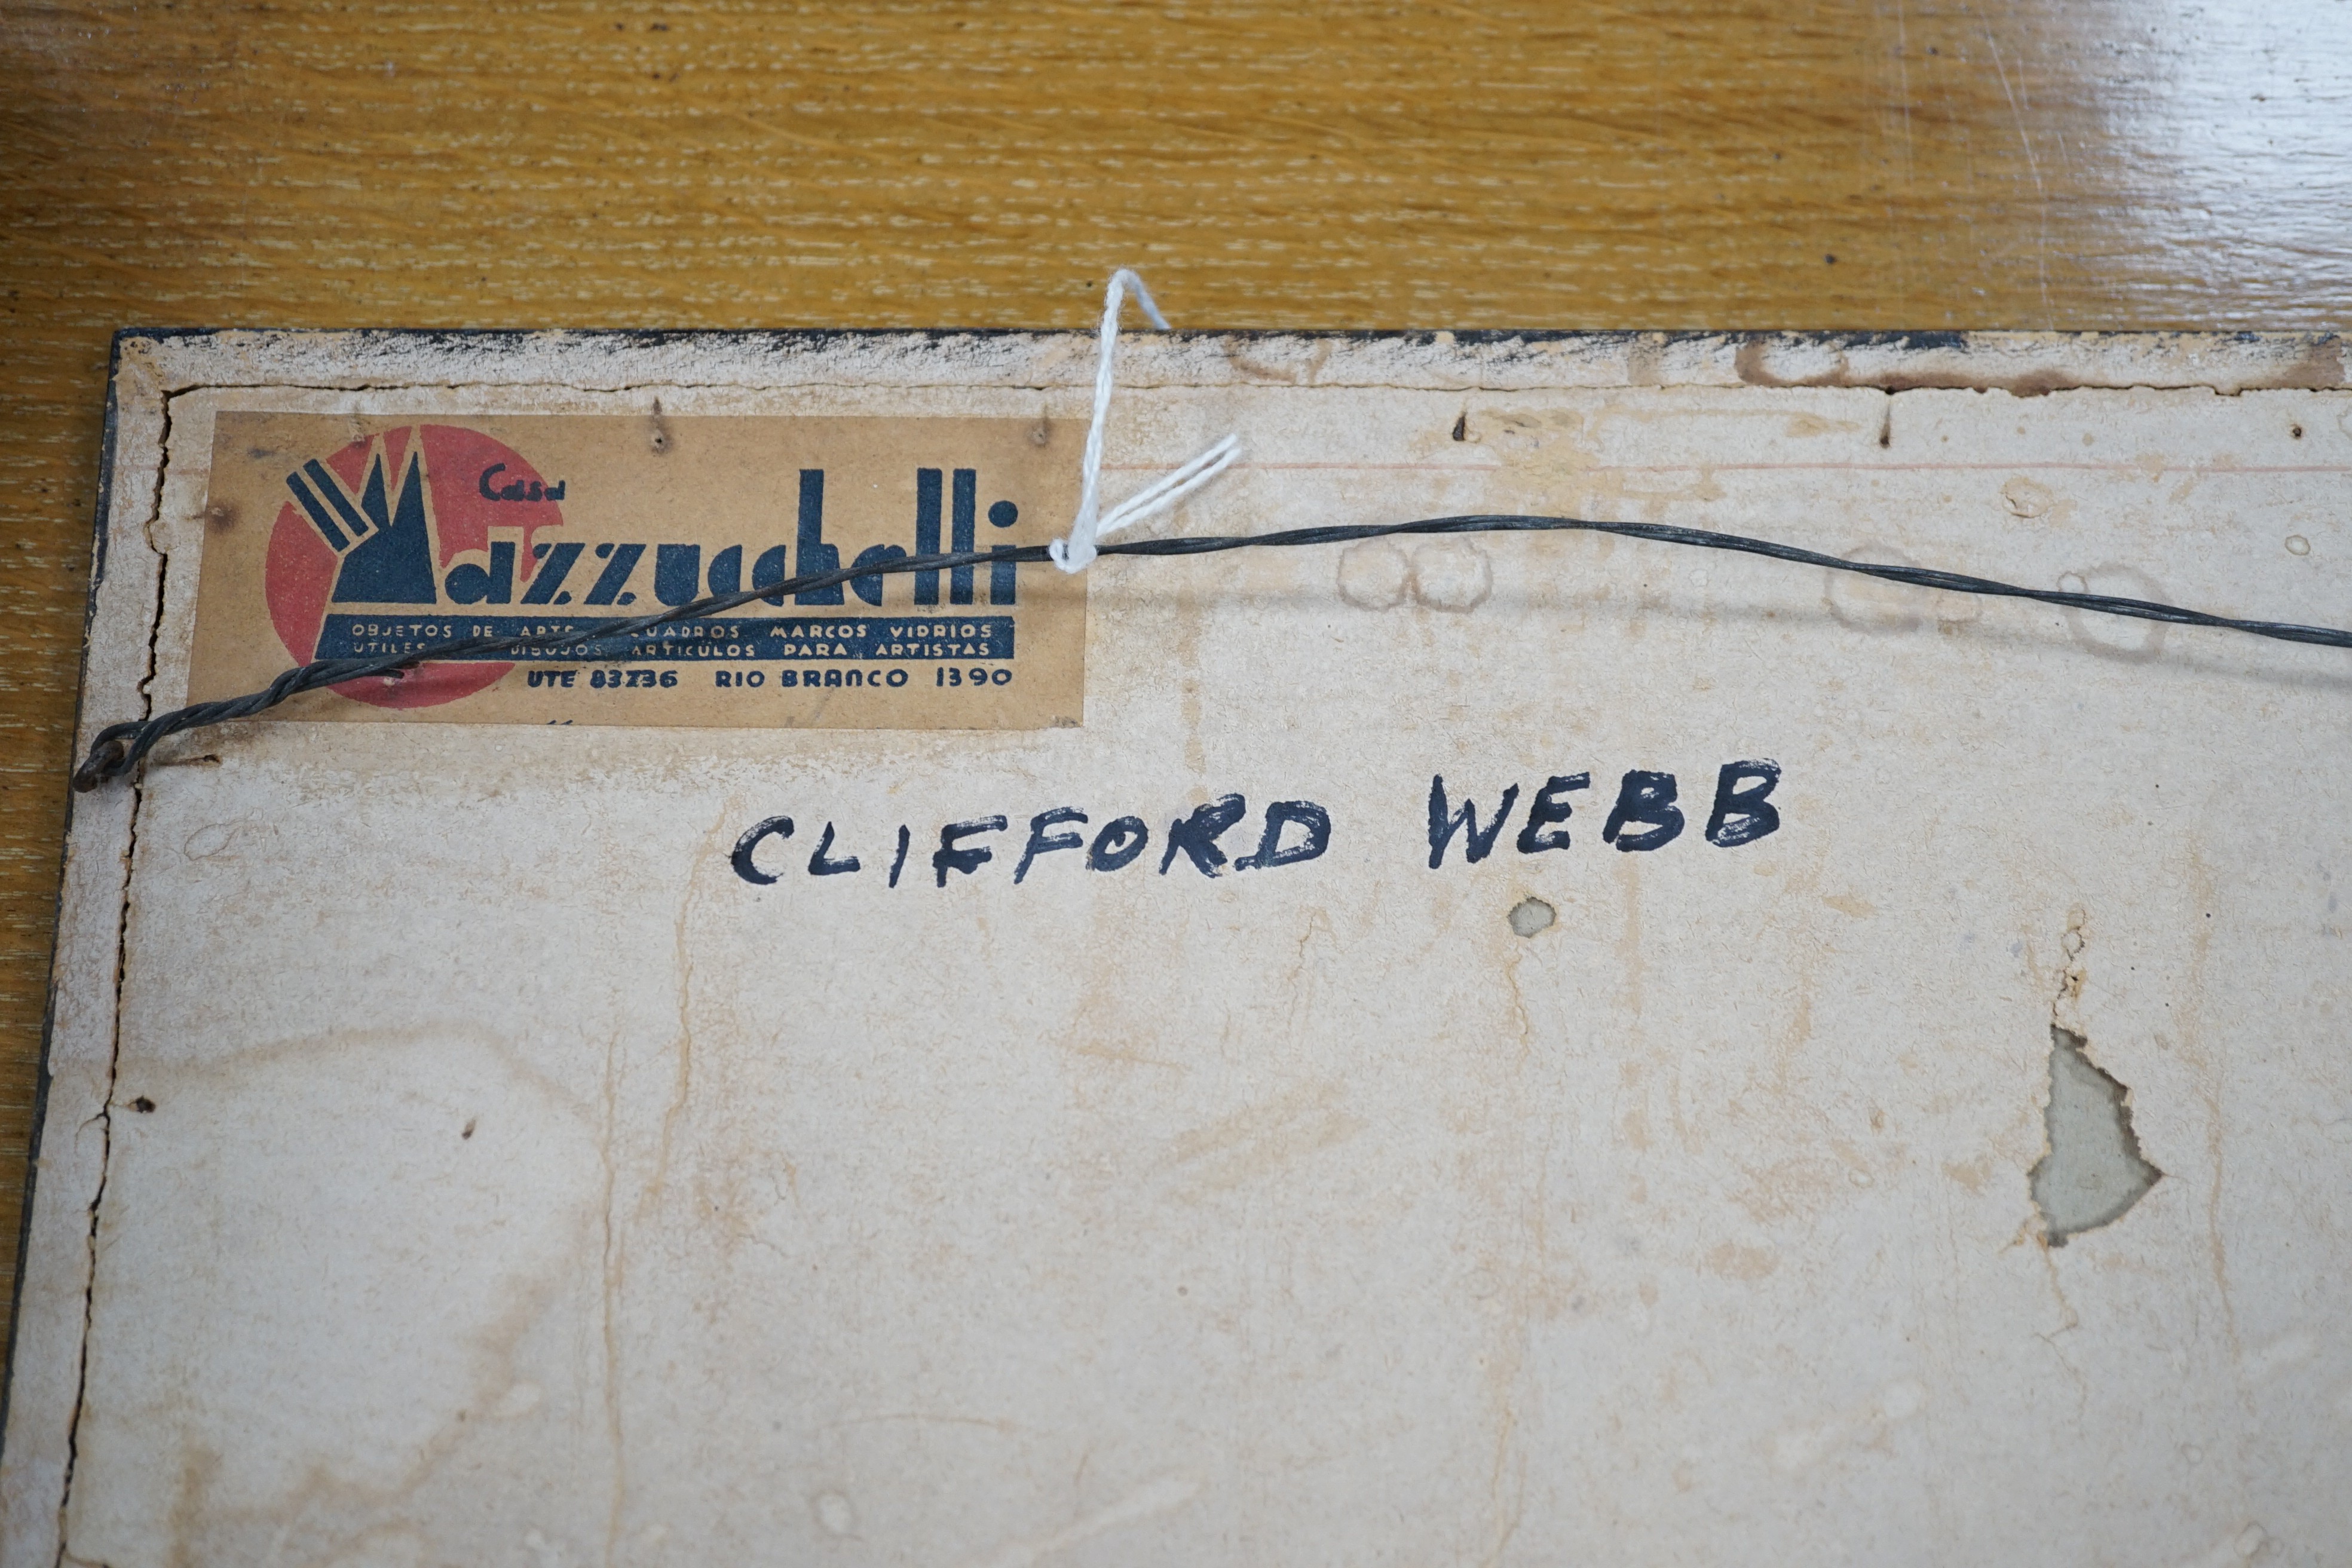 Casa
Mazzucchelli
OBJETOS DE ARTE CUADROS MARCOS VIDRIOS
UTILES DIBUJOS ARTICULOS PARA ARTISTAS
UTE 83236 RIO BRANCO 1390
CLIFFORD WEBB